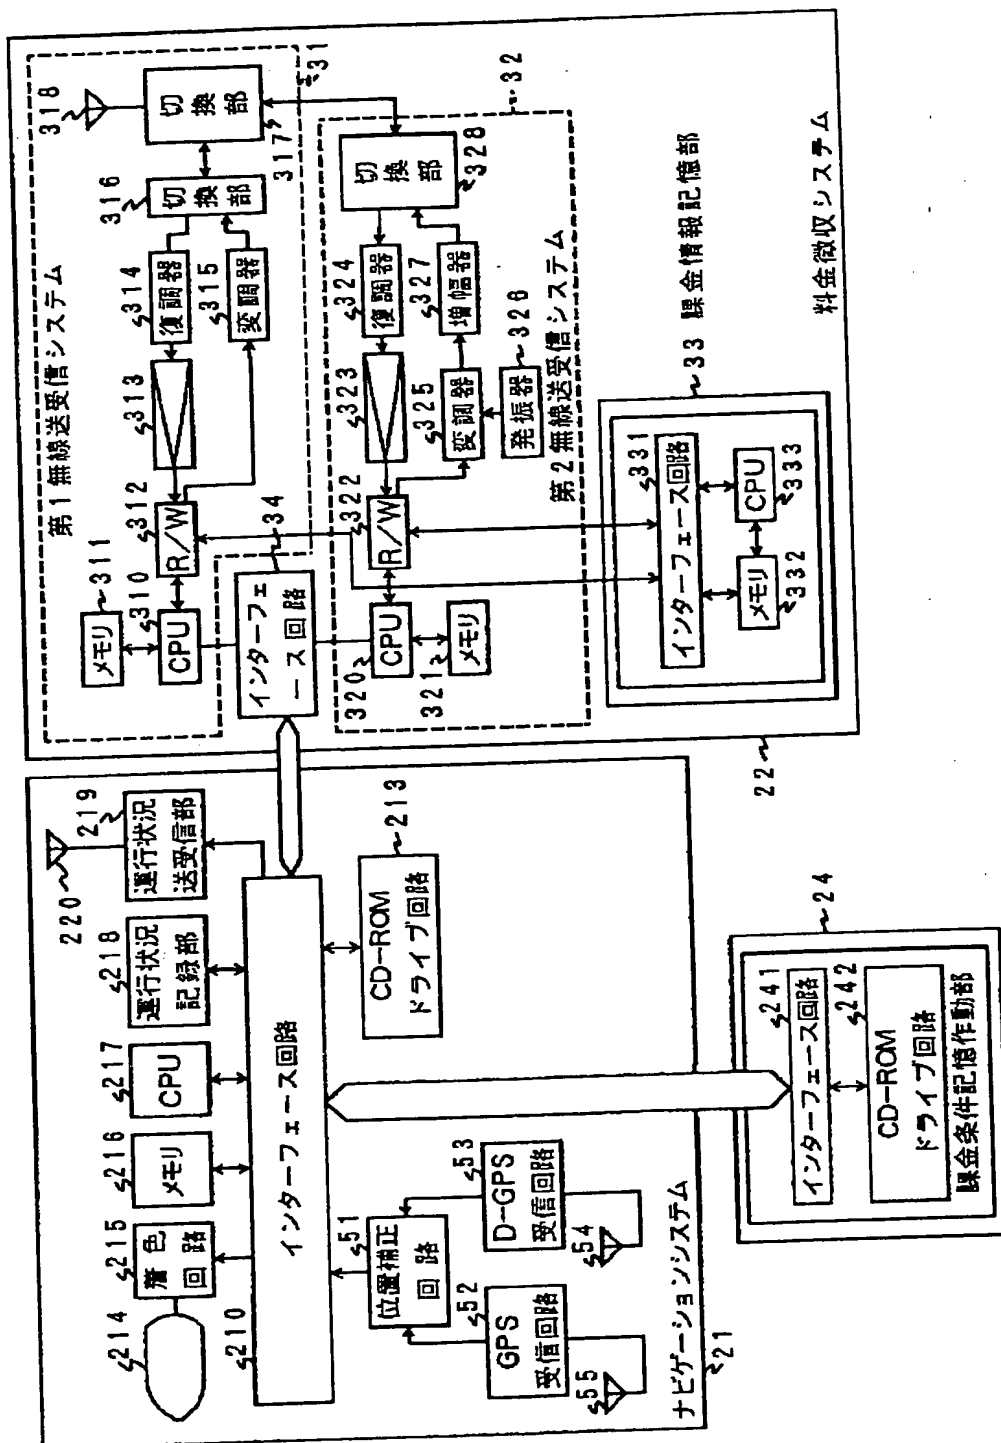 220
219
運行状況
送受信部
218
運行状況
記録部
217
CPU
216
メモリ
215
着色
回路
214
210
インターフェース回路
213
CD-ROM
ドライブ回路
51
位置補正
回路
52
GPS
受信回路
53
D-GPS
受信回路
54
55
ナビゲーションシステム
21
24
241
インターフェース回路
242
CD-ROM
ドライブ回路
課金条件記憶作動部
第1無線送受信システム
31
311
メモリ
310
CPU
312
R/W
313
314
復調器
315
変調器
316
切換部
317
切換部
318
34
インターフェ
ース回路
32
320
CPU
321
メモリ
322
R/W
323
324
復調器
325
変調器
326
発振器
327
増幅器
328
切換部
第2無線送受信システム
33
課金情報記憶部
331
インターフェース回路
332
メモリ
333
CPU
料金徴収システム
22